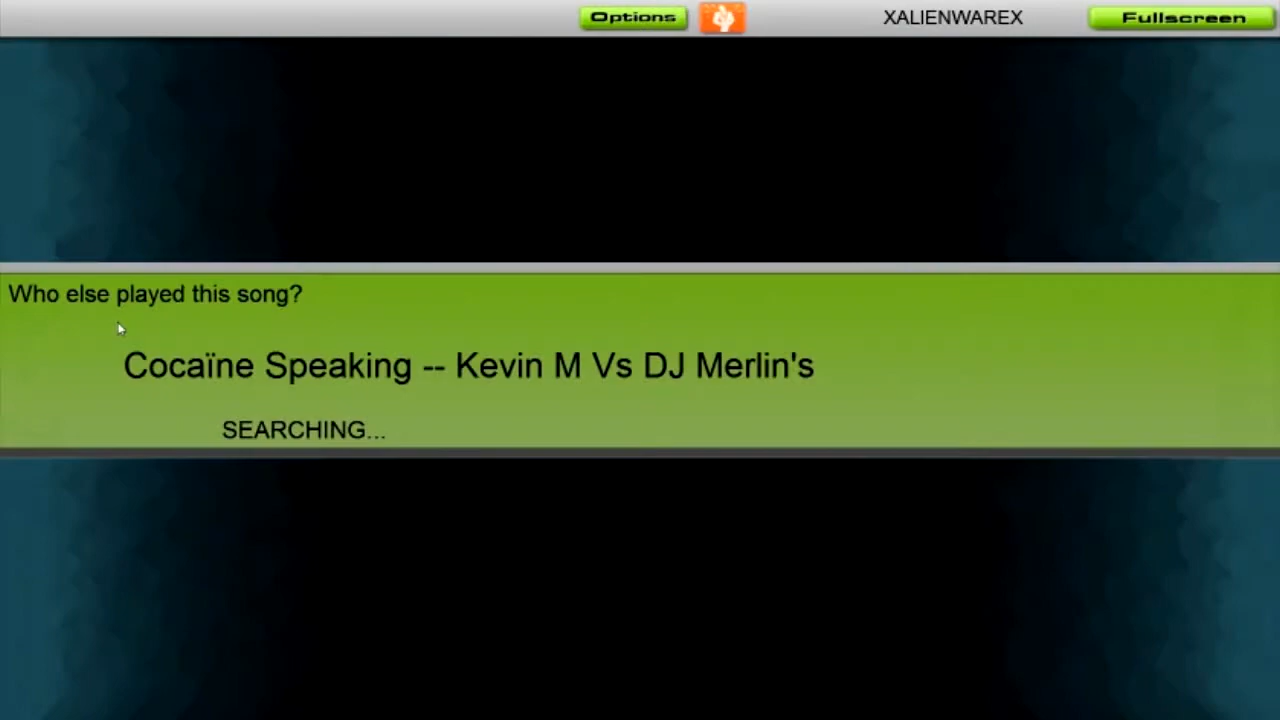 Options
XALIENWAREX
Fullscreen
Who else played this song?
Cocaïne Speaking -- Kevin M Vs DJ Merlin's
SEARCHING...